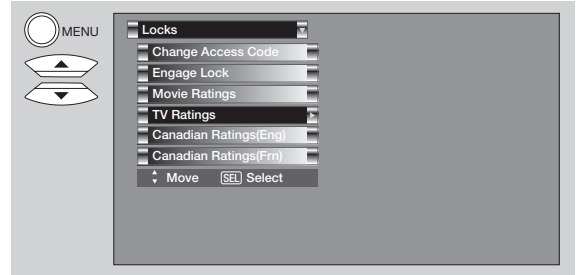 MENU
Locks
Change Access Code
Engage Lock
Movie Ratings
TV Ratings
Canadian Ratings(Eng)
Canadian Ratings(Frn)
Move SEL Select